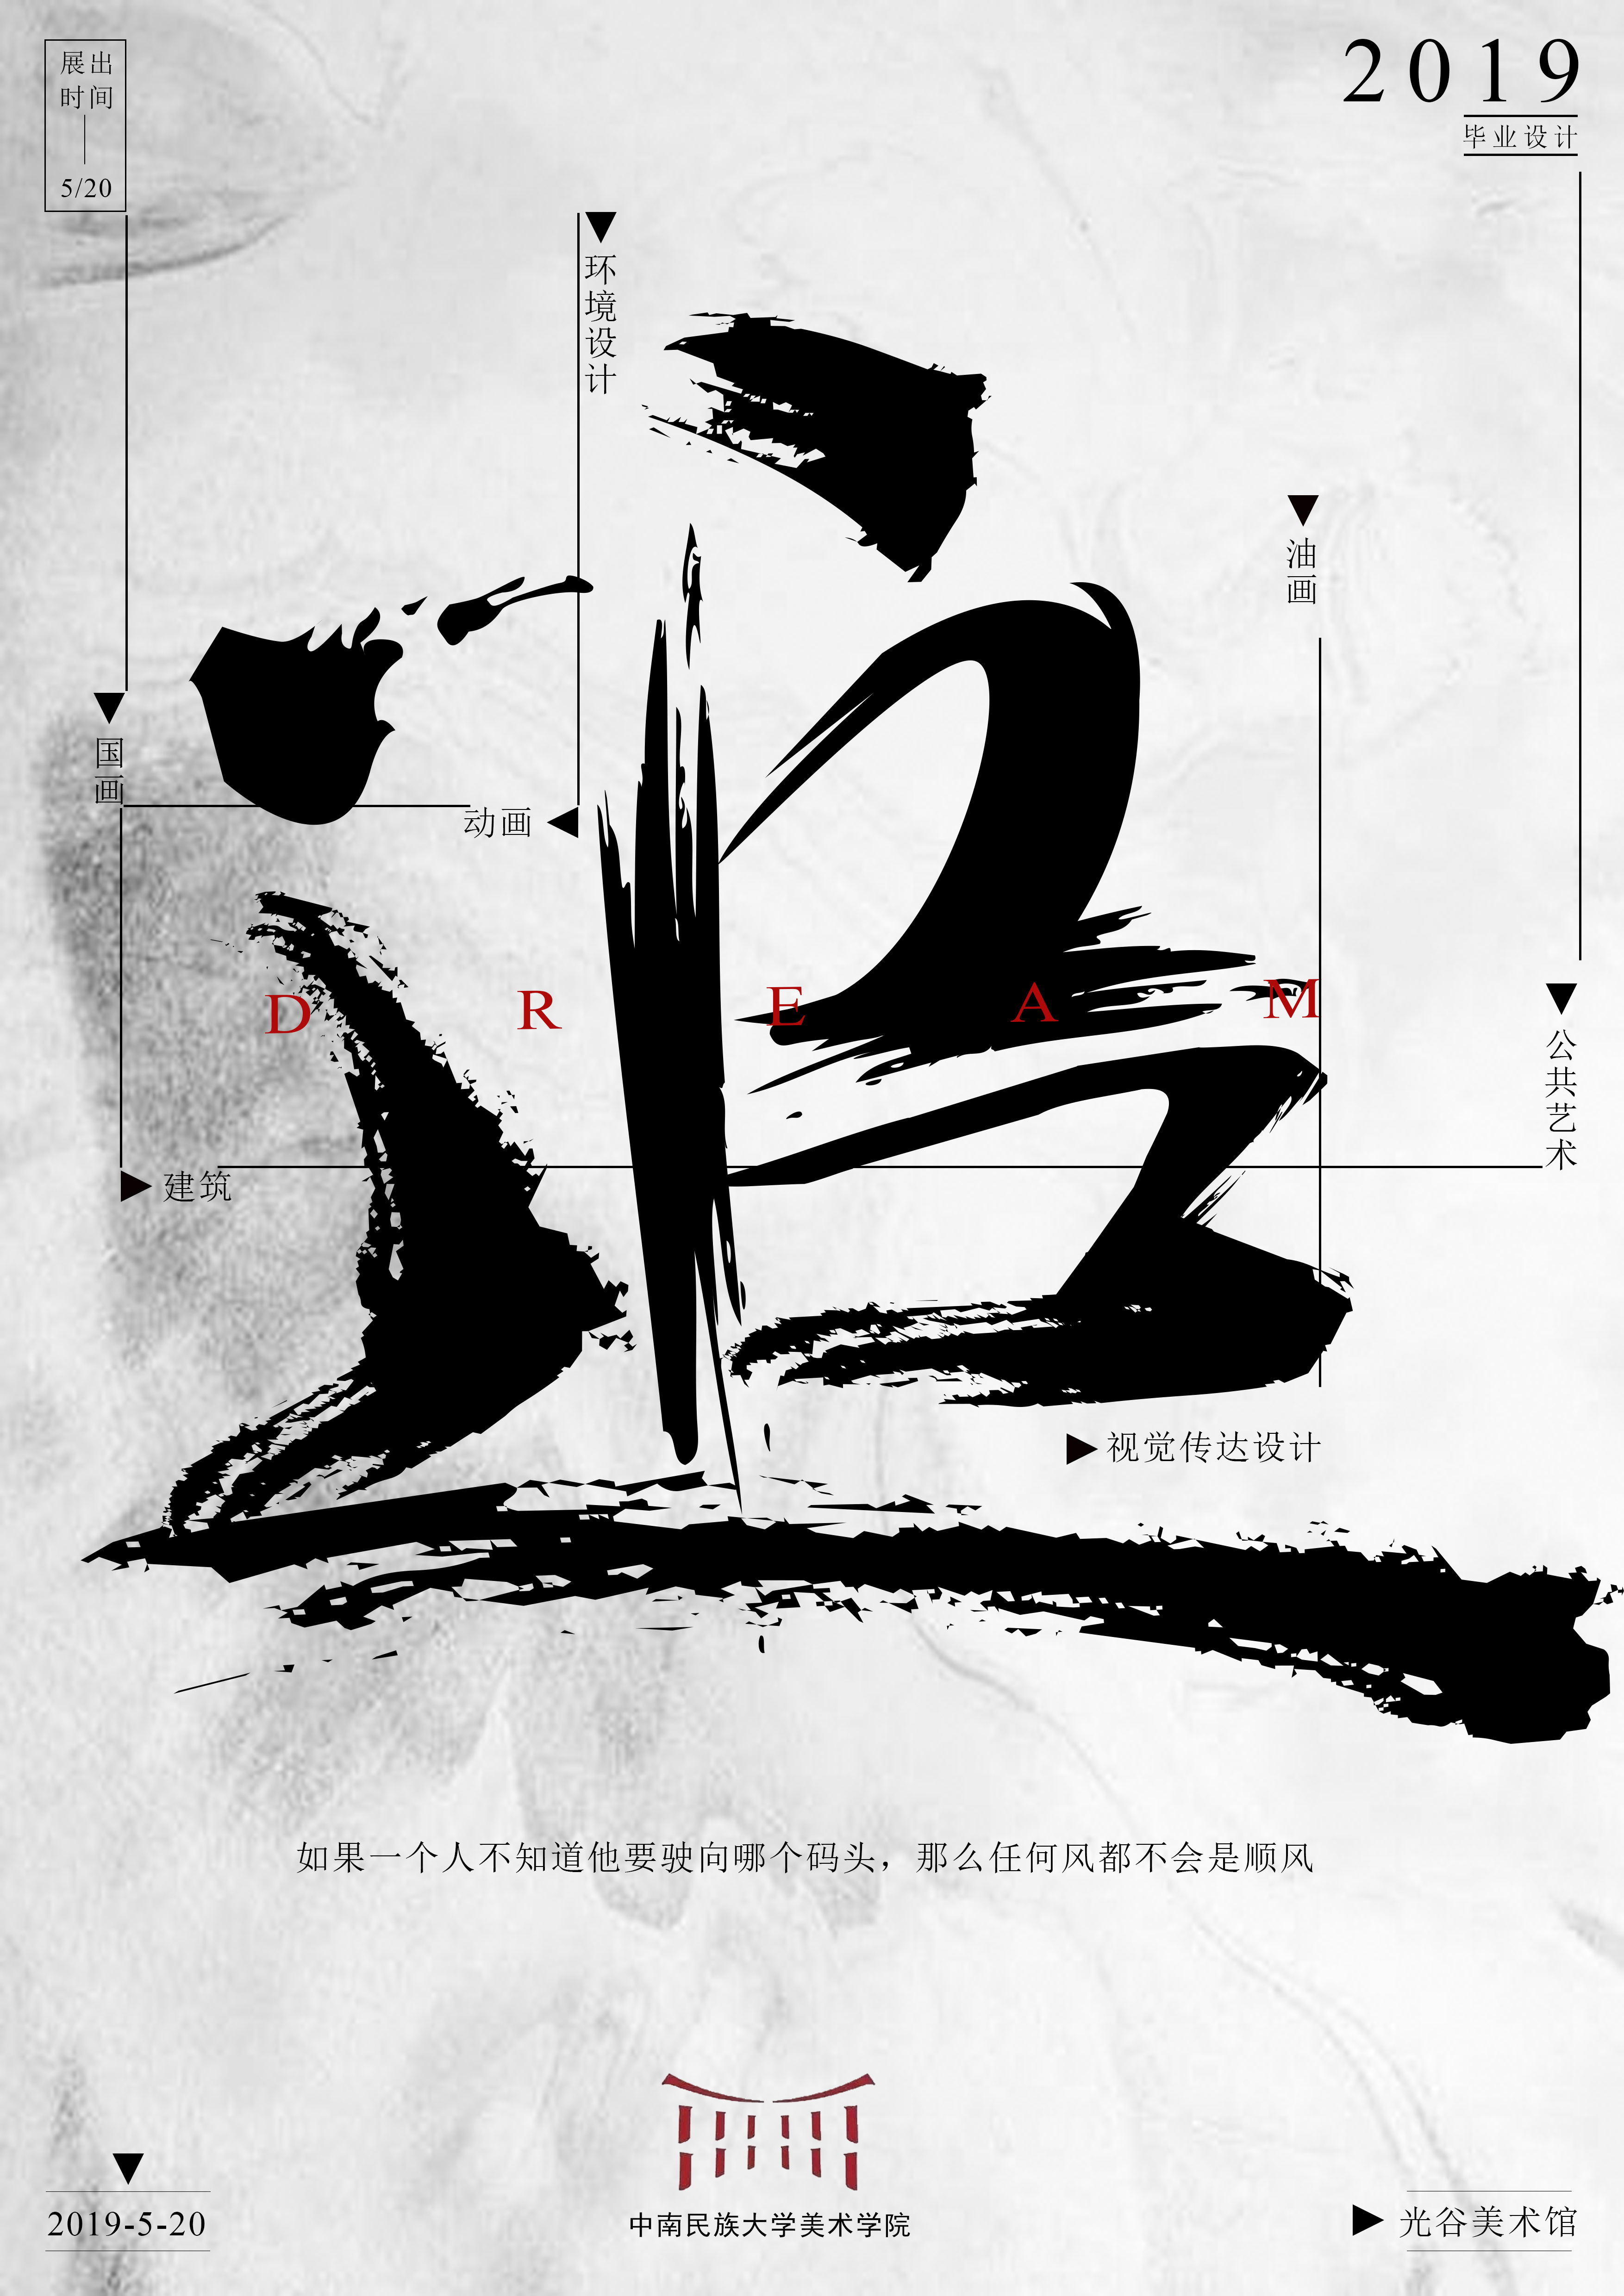 展出
时间
5/20
2019
毕业设计
环境设计
油画
国画
动画
追
D R E A M
公共艺术
建筑
视觉传达设计
如果一个人不知道他要驶向哪个码头，那么任何风都不会是顺风
中南民族大学美术学院
2019-5-20
光谷美术馆